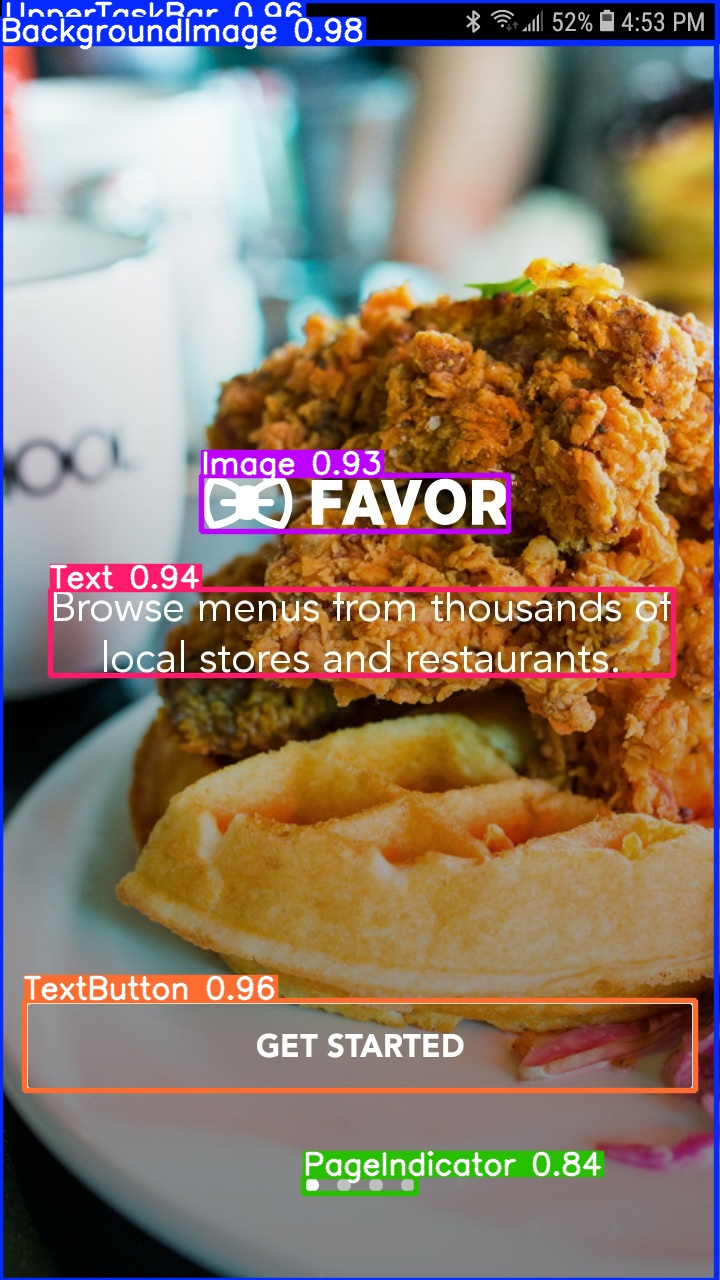 UpperTaskBar 0.96
BackgroundImage 0.98
52% 4:53 PM
Image 0.93
FAVOR
Text 0.94
Browse menus from thousands of
local stores and restaurants.
TextButton 0.96
GET STARTED
PageIndicator 0.84